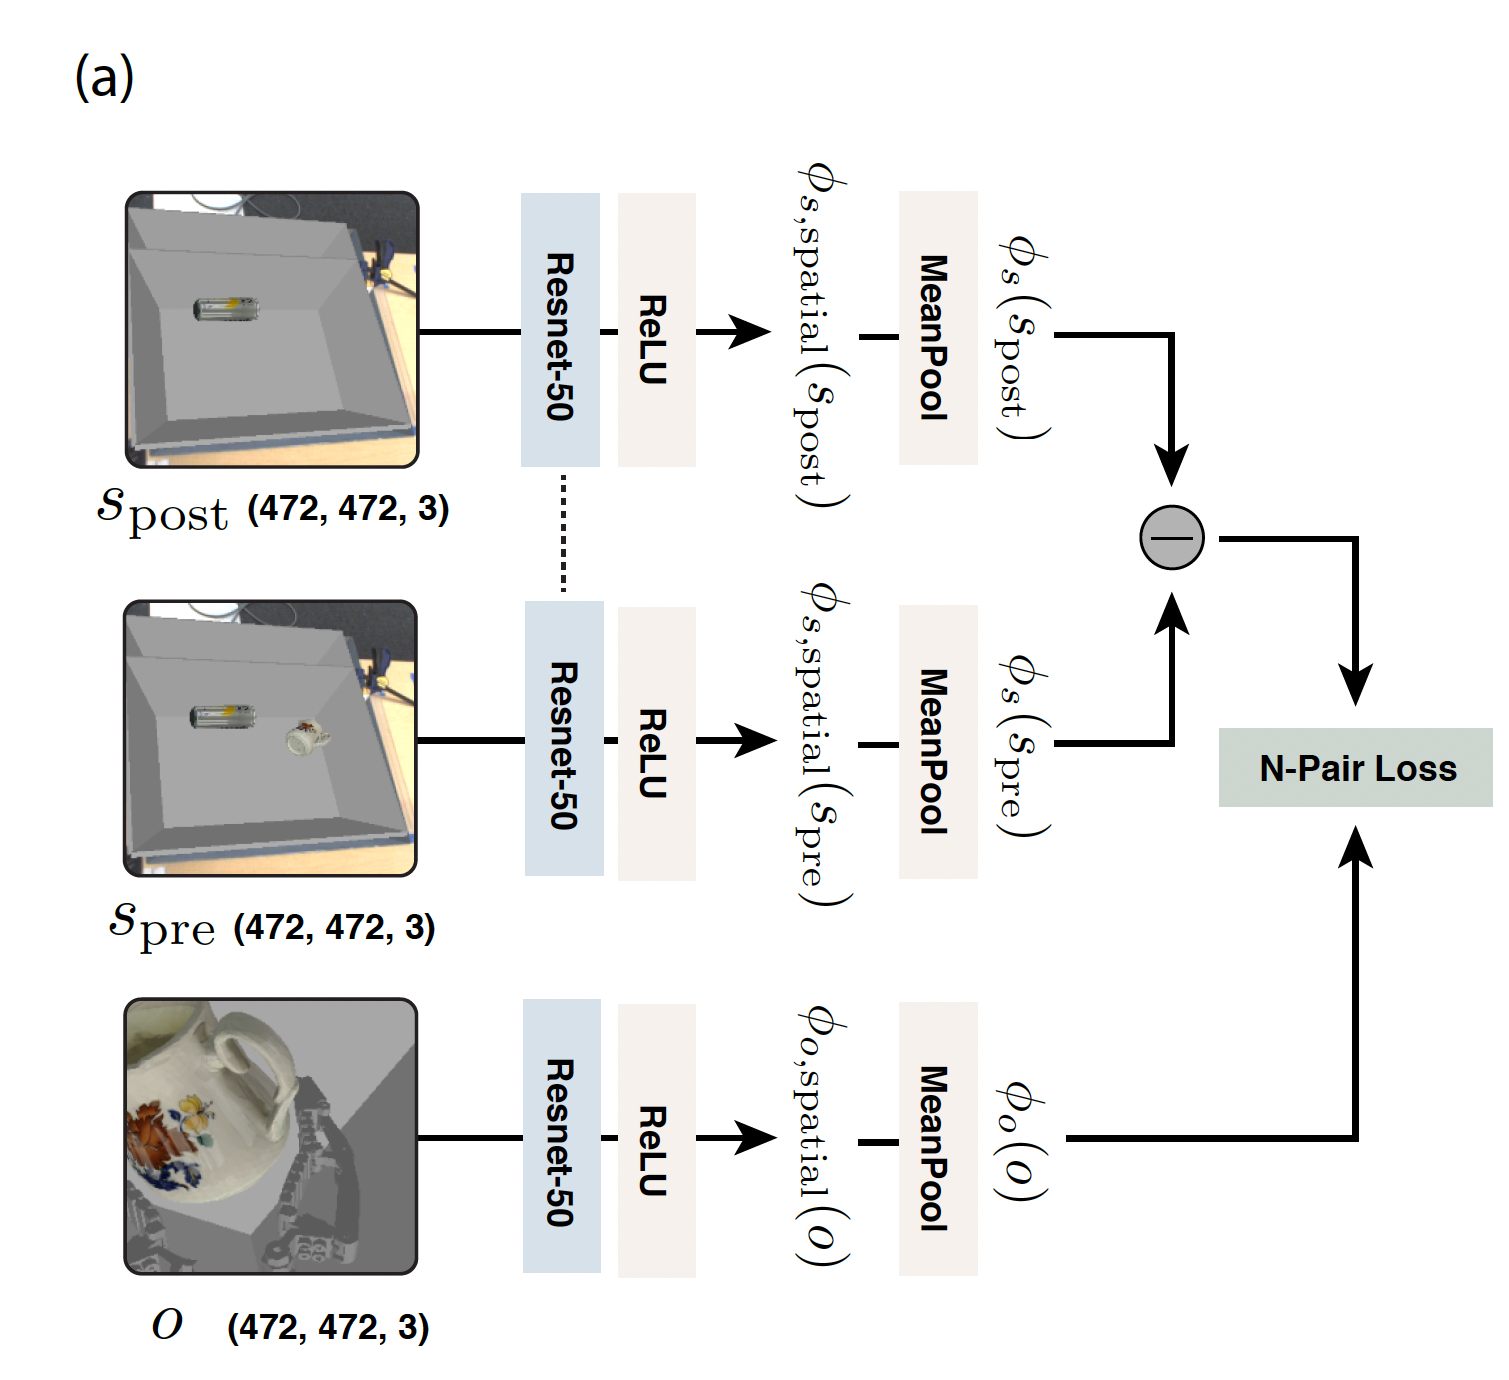 (a)
Resnet-50
ReLU
ϕs,spatial(spost)
MeanPool
ϕs(spost)
spost (472, 472, 3)
Resnet-50
ReLU
ϕs,spatial(spre)
MeanPool
ϕs(spre)
N-Pair Loss
spre (472, 472, 3)
Resnet-50
ReLU
ϕo,spatial(o)
MeanPool
ϕo(o)
o (472, 472, 3)